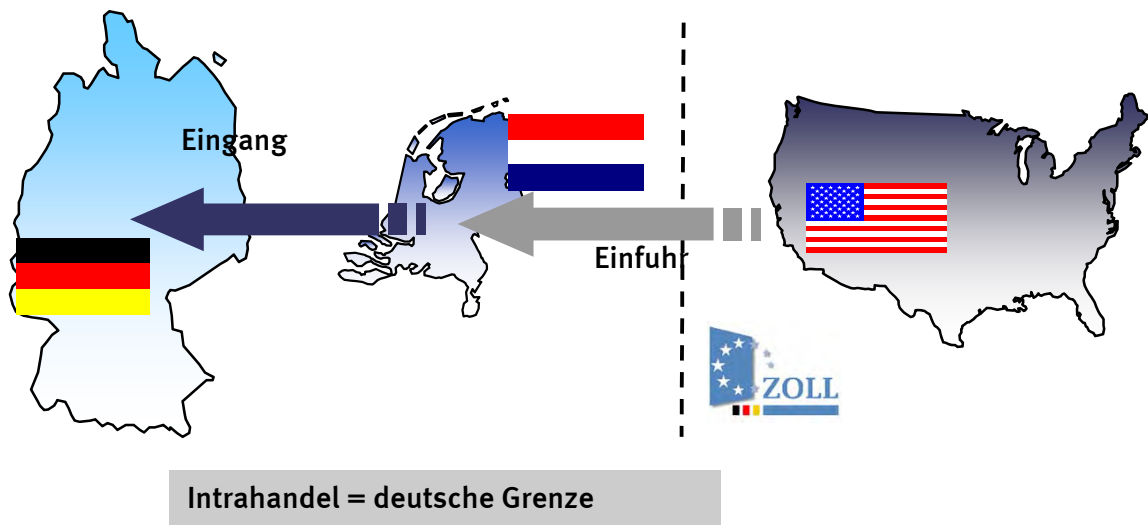 Eingang
Einfuhr
ZOLL
Intrahandel = deutsche Grenze